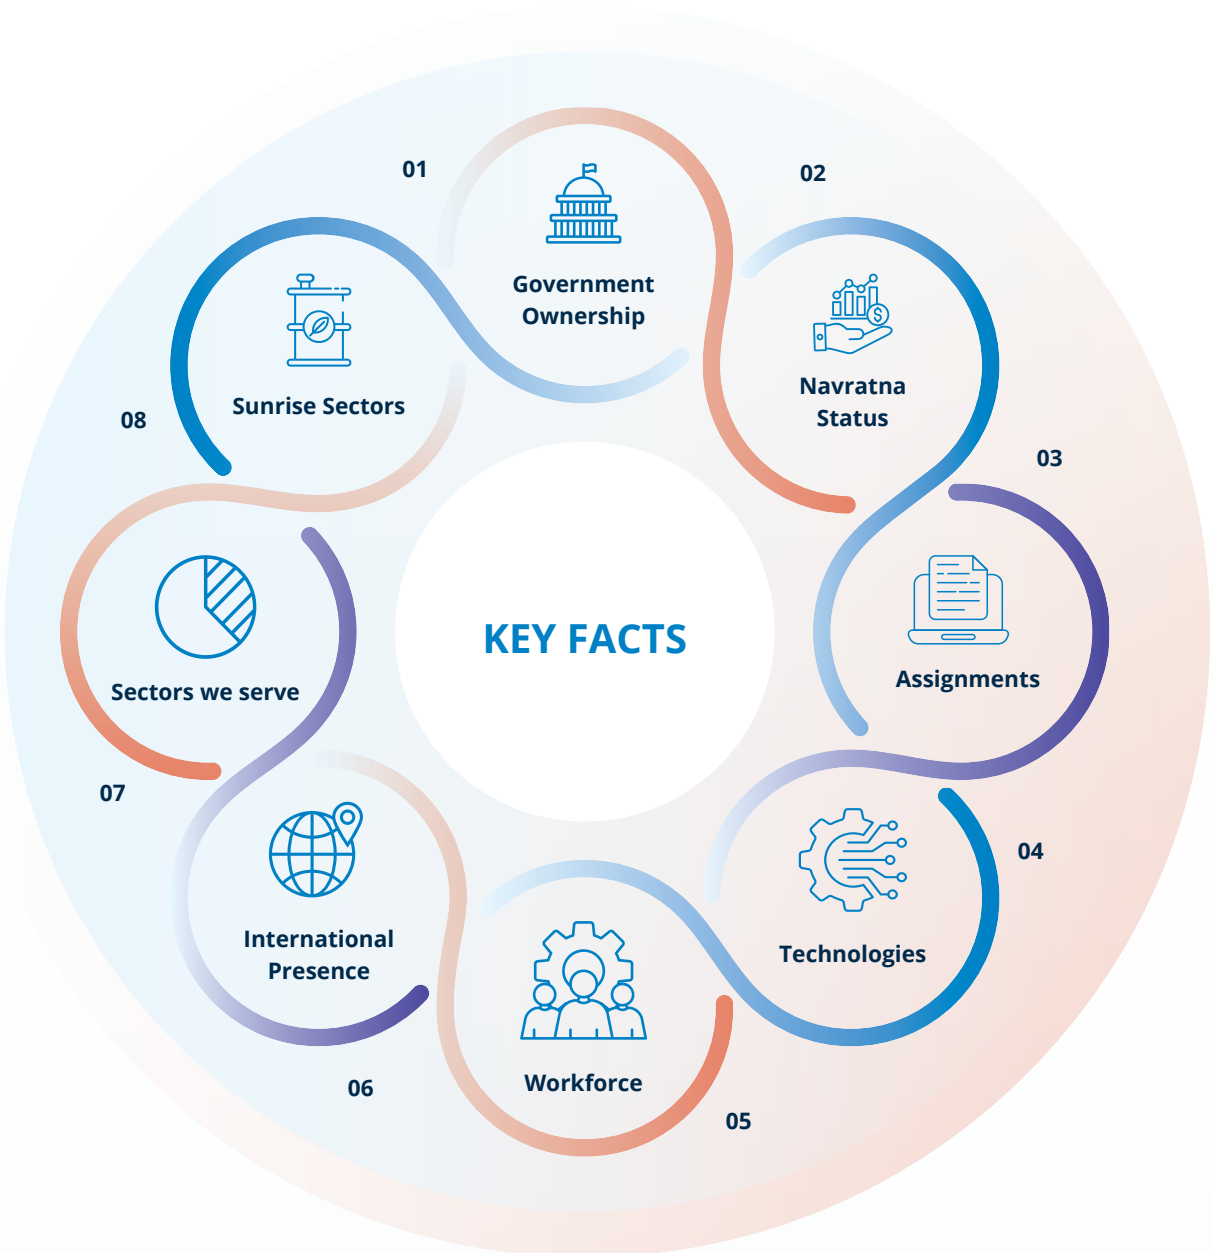 KEY FACTS
01
Government
Ownership
02
Navratna
Status
03
Assignments
04
Technologies
05
Workforce
06
International
Presence
07
Sectors we serve
08
Sunrise Sectors